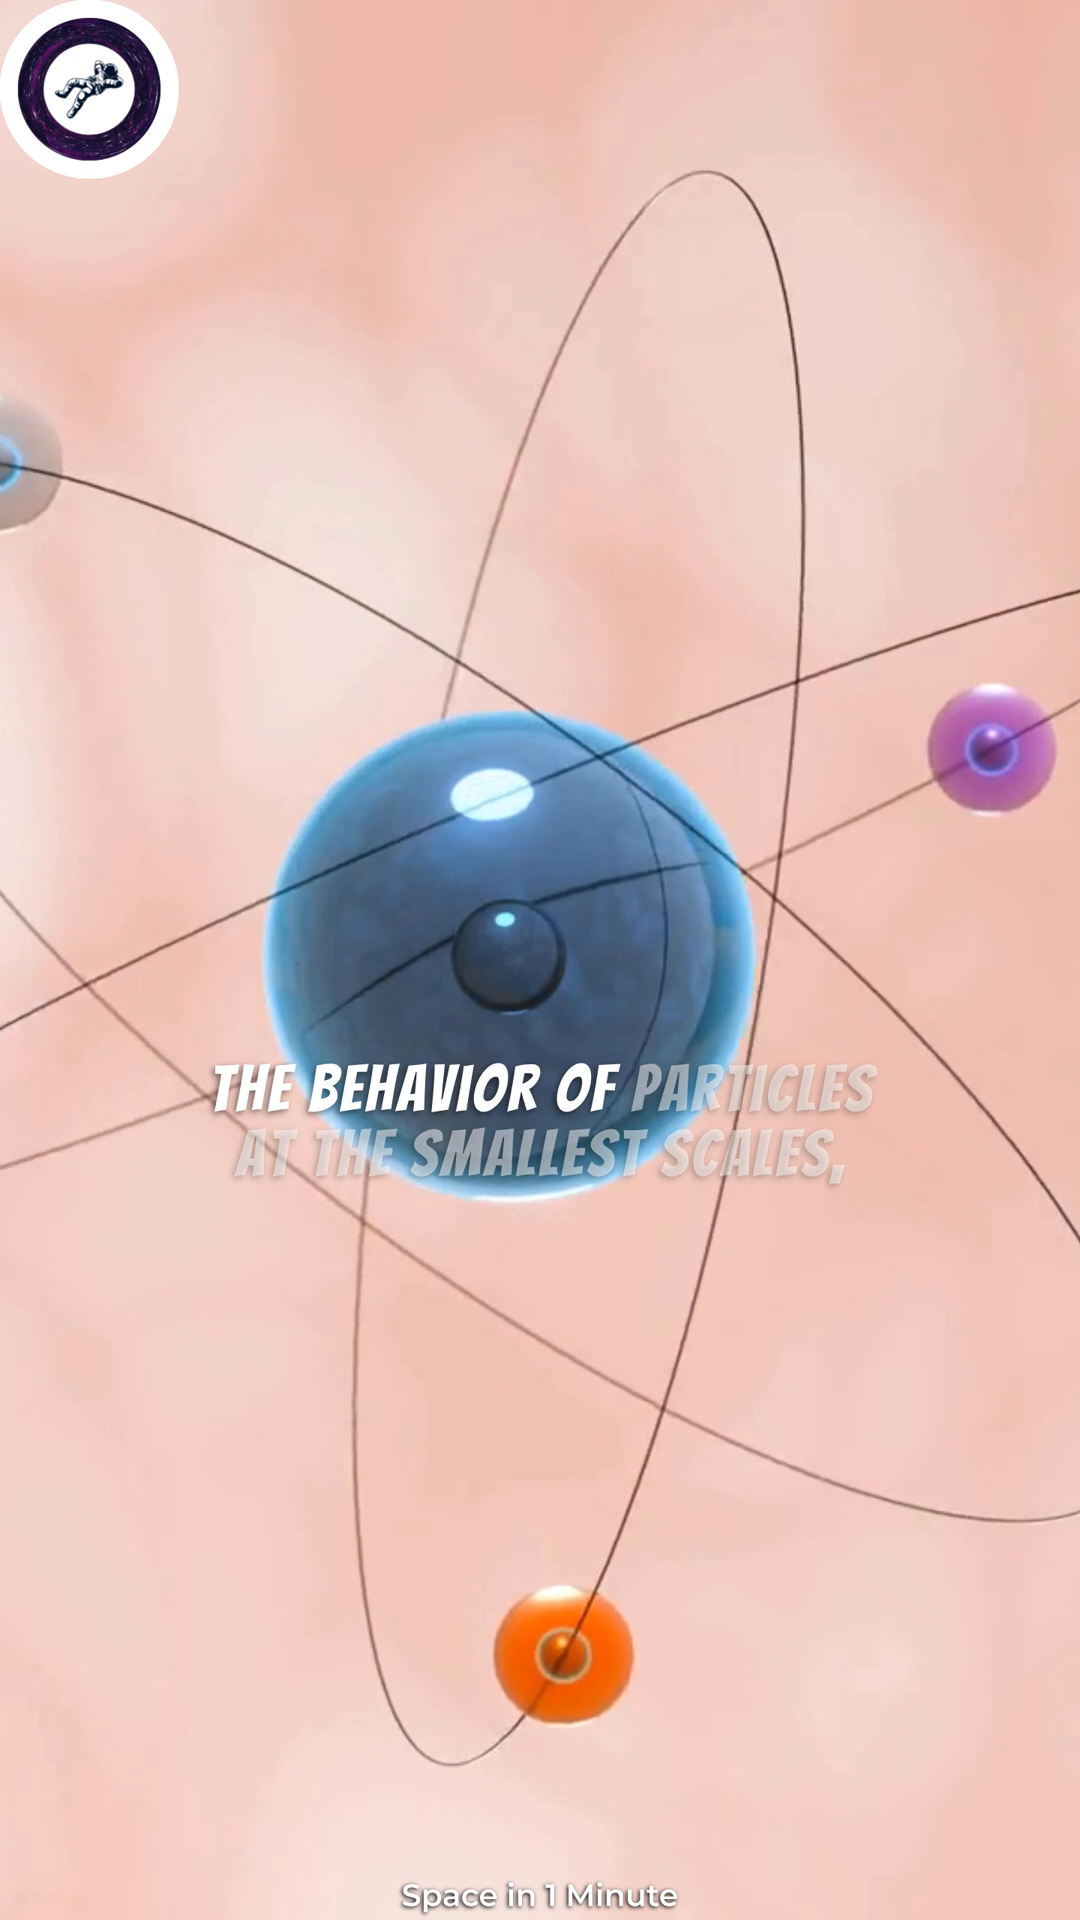 THE BEHAVIOR OF PARTICLES
AT THE SMALLEST SCALES,
Space in 1 Minute